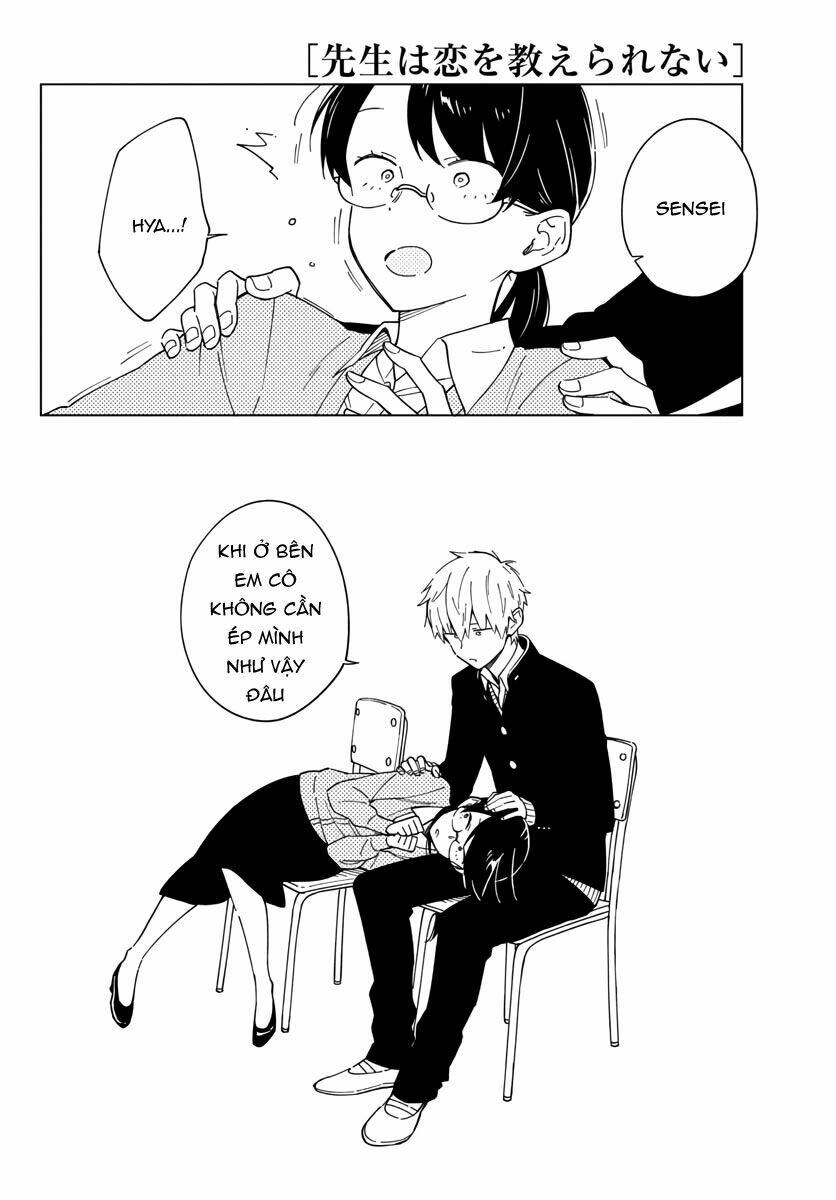 [先生は恋を教えられない]
SENSEI
HYA...!
KHI Ở BÊN
EM CÔ
KHÔNG CẦN
ÉP MÌNH
NHƯ VẬY
ĐÂU